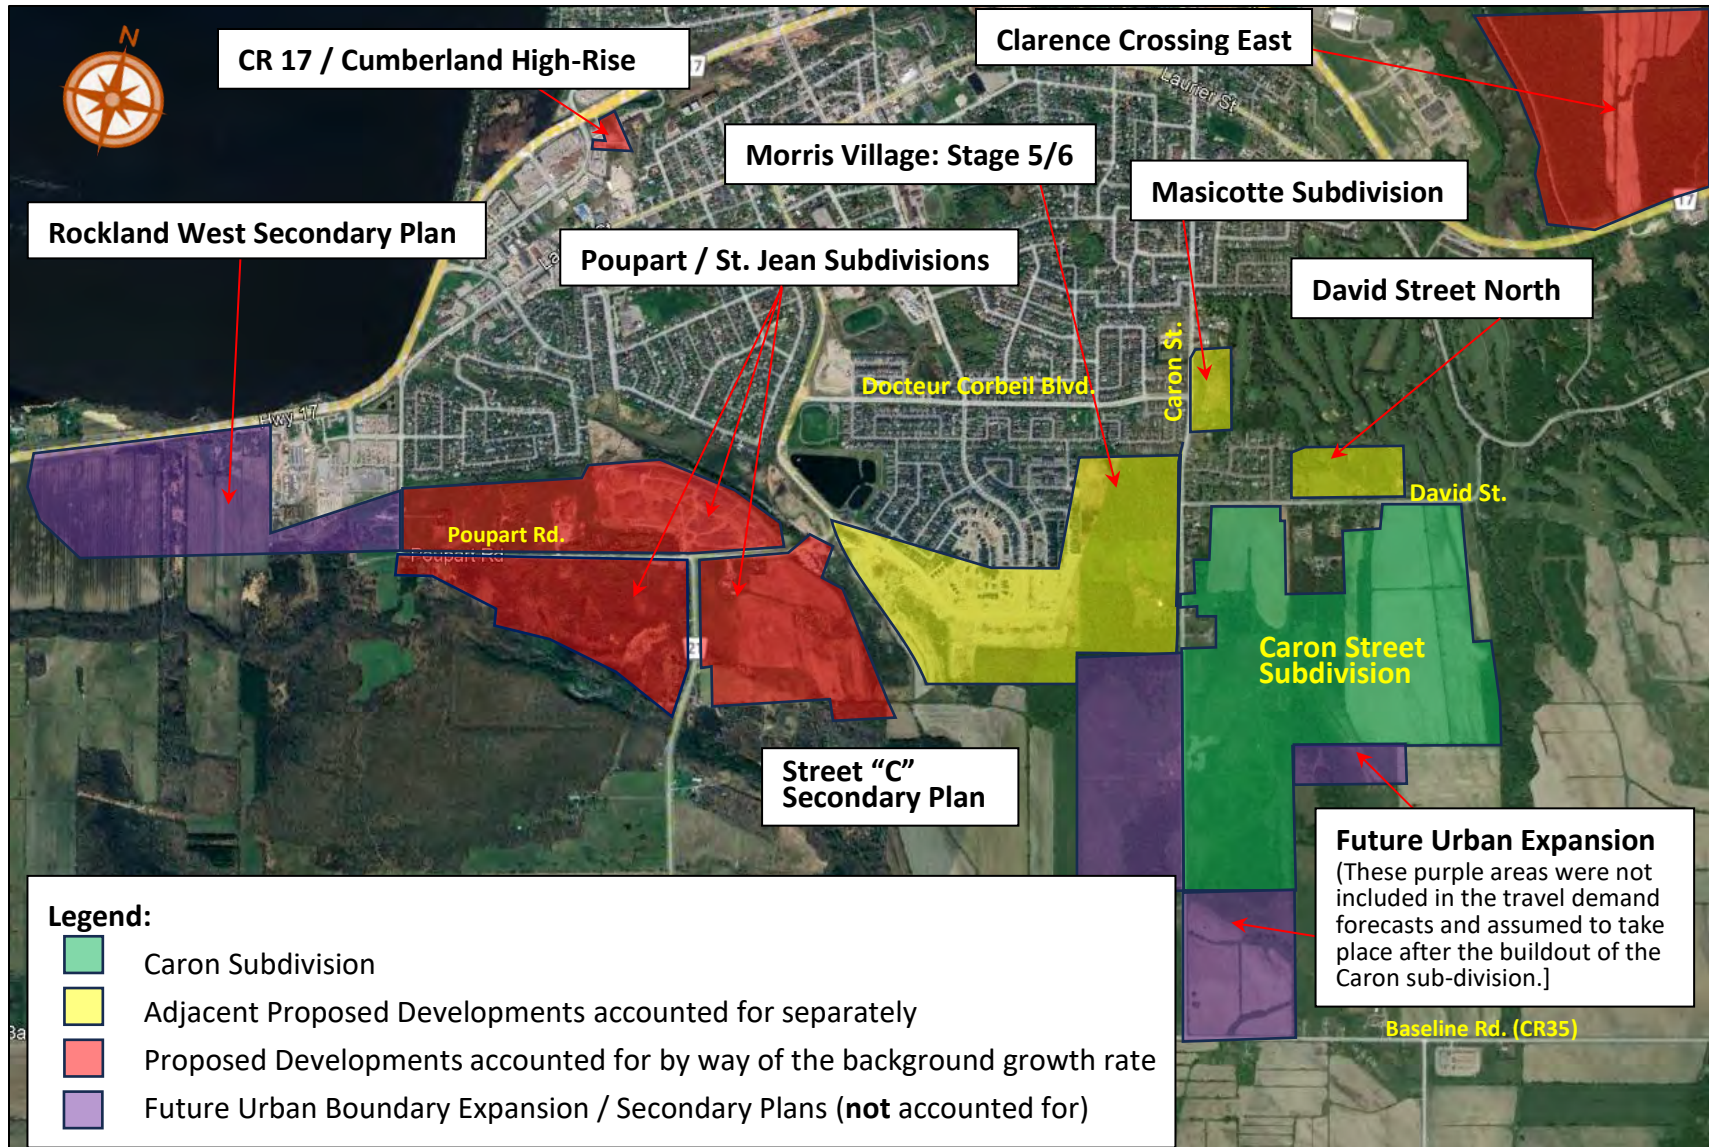 N
CR 17 / Cumberland High-Rise
Clarence Crossing East
Laurier St
Morris Village: Stage 5/6
Masicotte Subdivision
17
Rockland West Secondary Plan
Poupart / St. Jean Subdivisions
David Street North
Caron St.
Docteur Corbeil Blvd.
Hwy 17
David St.
Poupart Rd.
Poupart Rd
21
Caron Street
Subdivision
Street “C”
Secondary Plan
Future Urban Expansion
(These purple areas were not
included in the travel demand
forecasts and assumed to take
place after the buildout of the
Caron sub-division.]
Baseline Rd. (CR35)
Legend:
Caron Subdivision
Adjacent Proposed Developments accounted for separately
Proposed Developments accounted for by way of the background growth rate
Future Urban Boundary Expansion / Secondary Plans (not accounted for)